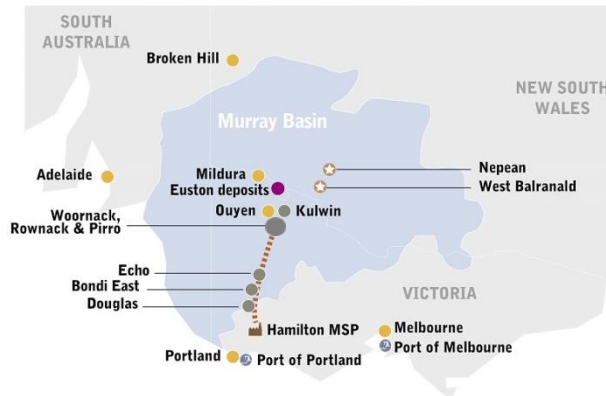 SOUTH
AUSTRALIA
Broken Hill
NEW SOUTH
WALES
Murray Basin
Adelaide
Mildura
Nepean
Euston deposits
West Balranald
Ouyen
Kulwin
Woornack,
Rownack & Pirro
Echo
Bondi East
Douglas
VICTORIA
Hamilton MSP
Melbourne
Port of Melbourne
Portland
Port of Portland